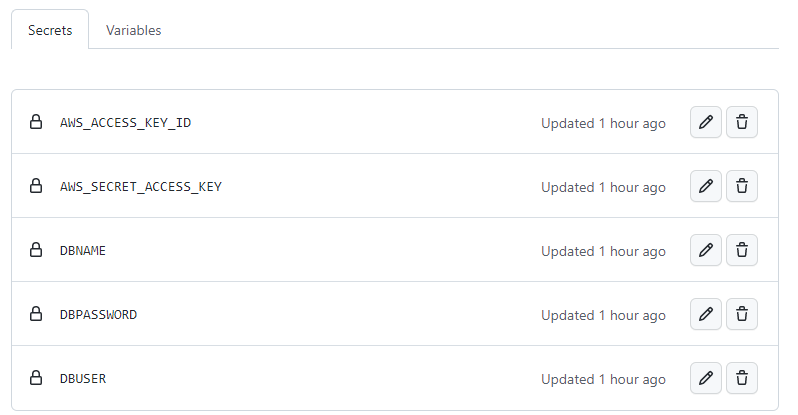 Secrets Variables
AWS_ACCESS_KEY_ID Updated 1 hour ago
AWS_SECRET_ACCESS_KEY Updated 1 hour ago
DBNAME Updated 1 hour ago
DBPASSWORD Updated 1 hour ago
DBUSER Updated 1 hour ago